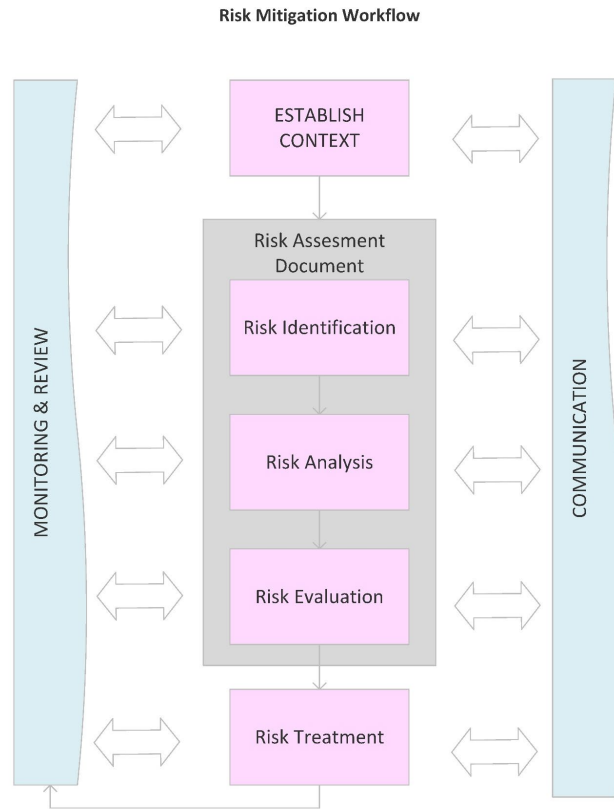 Risk Mitigation Workflow
ESTABLISH
CONTEXT
Risk Assesment
Document
Risk Identification
Risk Analysis
Risk Evaluation
Risk Treatment
MONITORING & REVIEW
COMMUNICATION